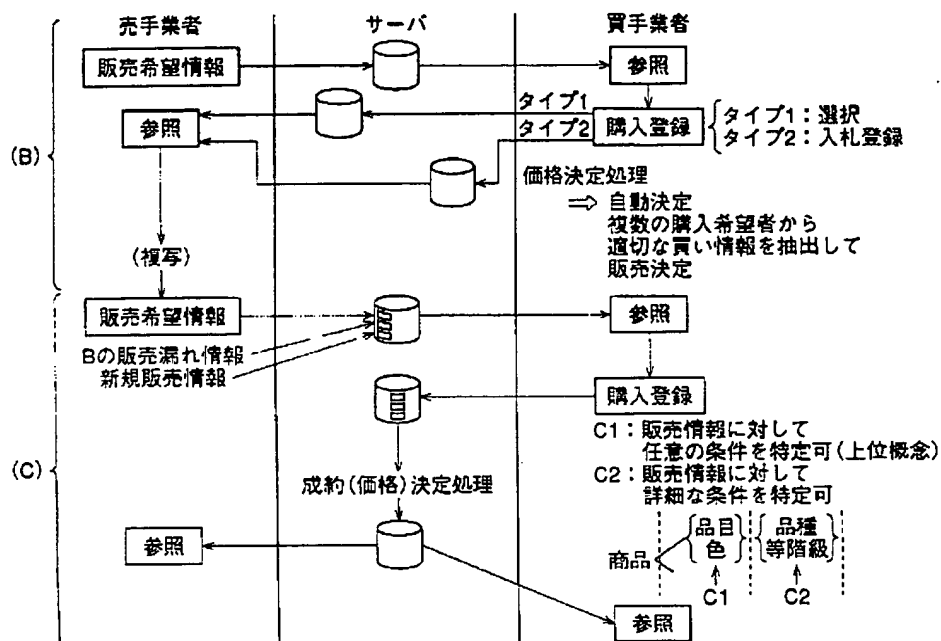 売手業者
サーバ
買手業者
(B)
販売希望情報
参照
参照
タイプ1
タイプ2
購入登録
タイプ1：選択
タイプ2：入札登録
価格決定処理
⇒ 自動決定
複数の購入希望者から
適切な買い情報を抽出して
販売決定
(複写)
(C)
販売希望情報
参照
Bの販売漏れ情報
新規販売情報
購入登録
C1：販売情報に対して
任意の条件を特定可(上位概念)
C2：販売情報に対して
詳細な条件を特定可
成約(価格)決定処理
参照
商品
品目
色
品種
等階級
C1
C2
参照